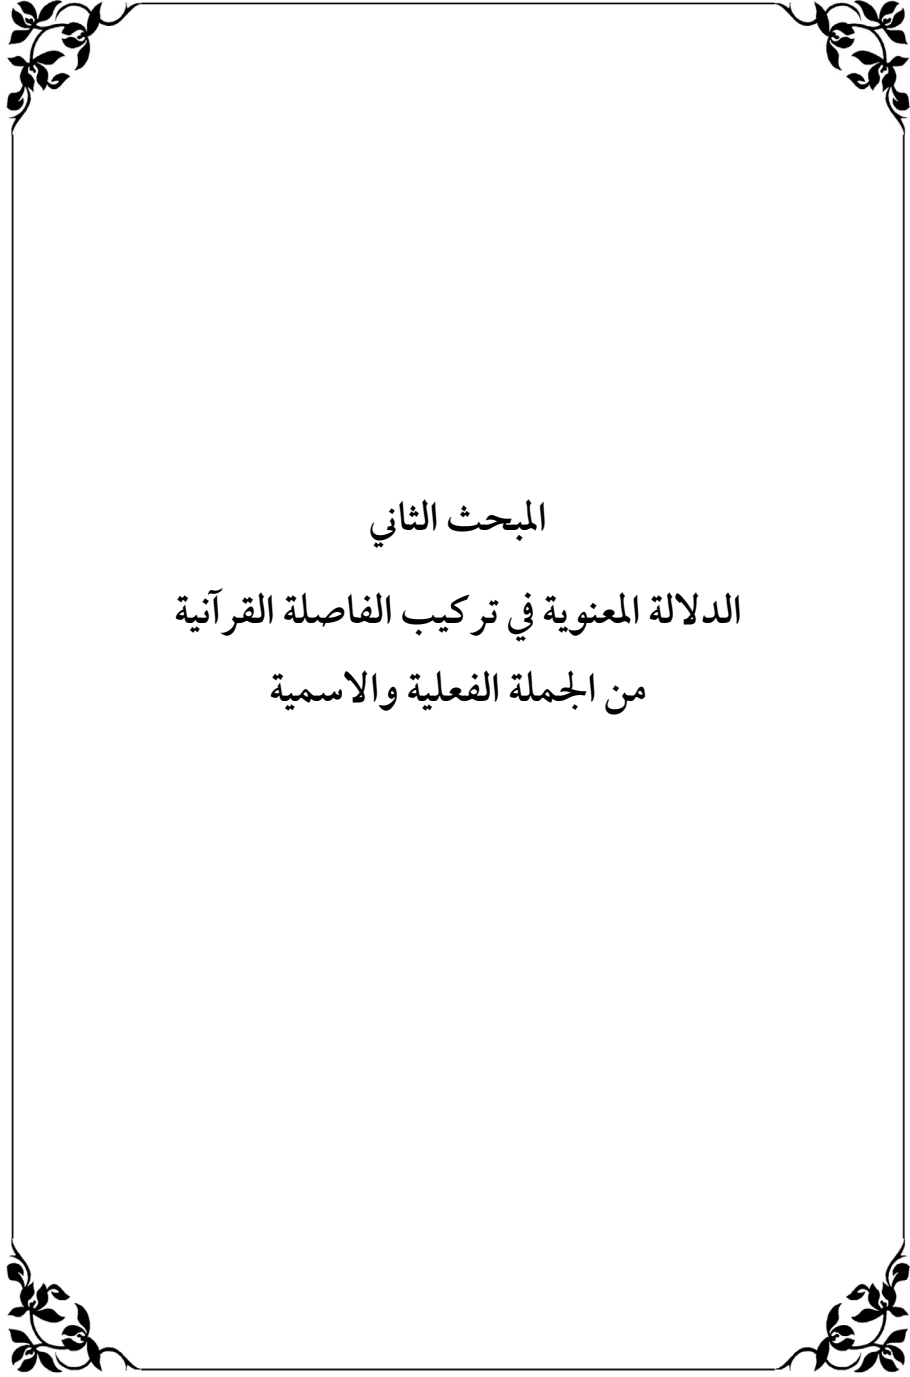 المبحث الثاني
الدلالة المعنوية في تركيب الفاصلة القرآنية
من الجملة الفعلية والاسمية